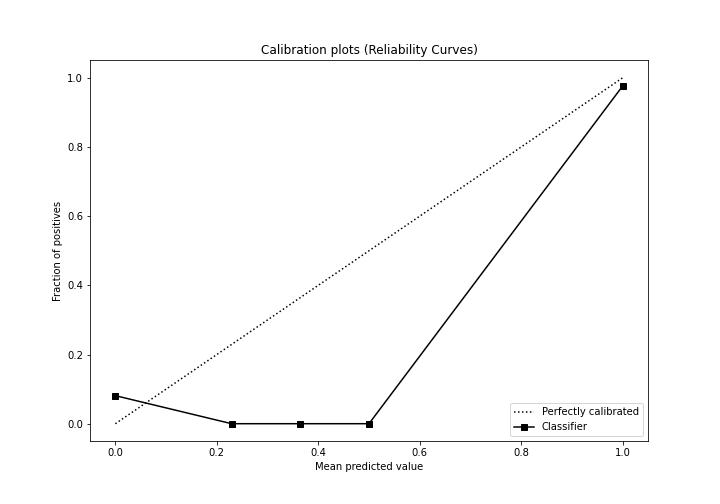 Calibration plots (Reliability Curves)
1.0
0.8
0.6
0.4
0.2
0.0
Fraction of positives
0.0 0.2 0.4 0.6 0.8 1.0
Mean predicted value
Perfectly calibrated
Classifier